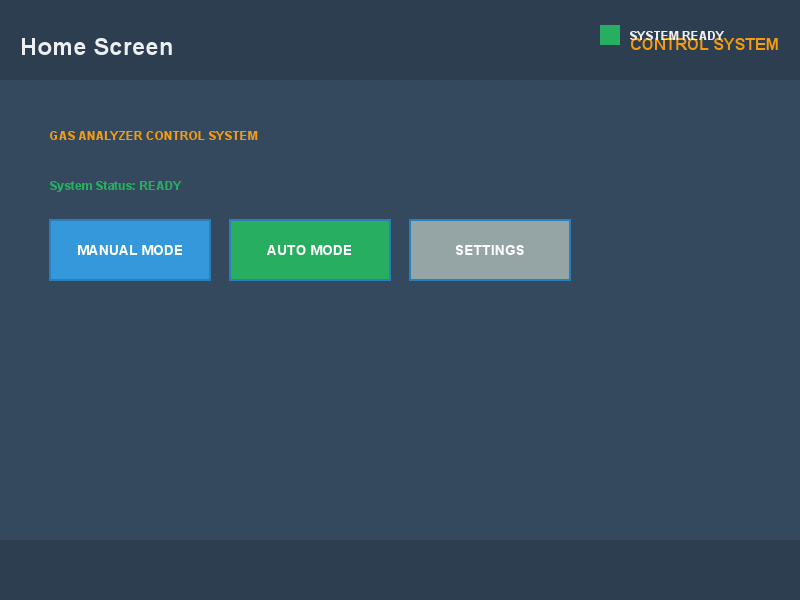 Home Screen
SYSTEM READY
CONTROL SYSTEM
GAS ANALYZER CONTROL SYSTEM
System Status: READY
MANUAL MODE
AUTO MODE
SETTINGS